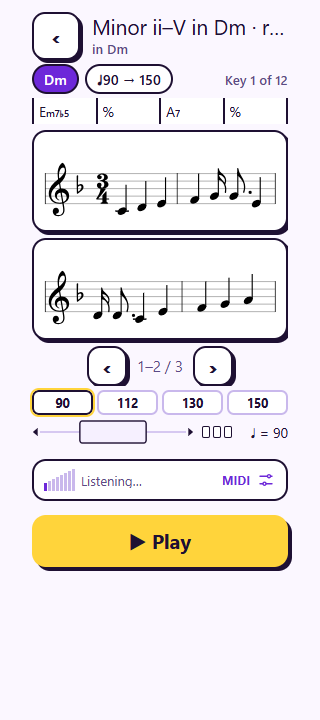 ‹ Minor ii–V in Dm · r...
in Dm
Dm ♩90 → 150 Key 1 of 12
Em7♭5 % A7 %
3
4
‹ 1–2 / 3 ›
90 112 130 150
♩ = 90
Listening... MIDI
▶ Play